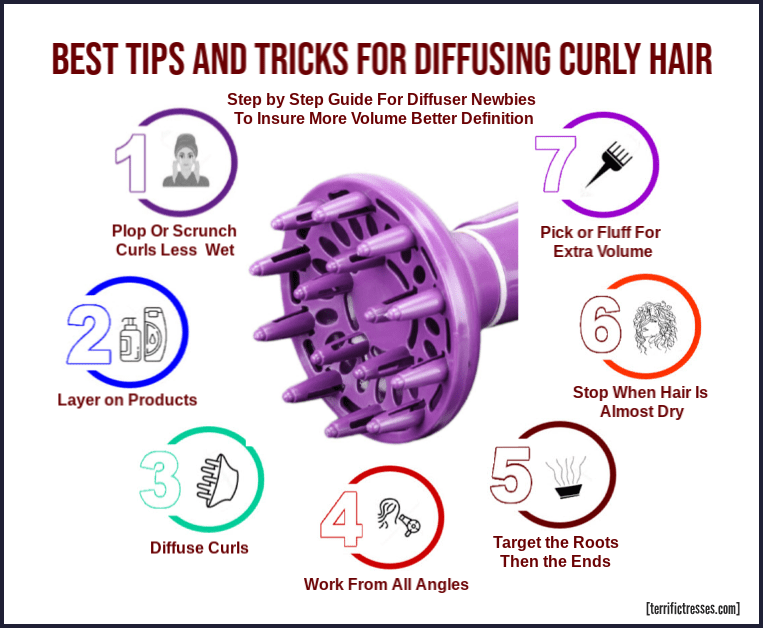 BEST TIPS AND TRICKS FOR DIFFUSING CURLY HAIR
Step by Step Guide For Diffuser Newbies
To Insure More Volume Better Definition
1
Plop Or Scrunch
Curls Less Wet
2
Layer on Products
3
Diffuse Curls
4
Work From All Angles
5
Target the Roots
Then the Ends
6
Stop When Hair Is
Almost Dry
7
Pick or Fluff For
Extra Volume
[terrifictresses.com]